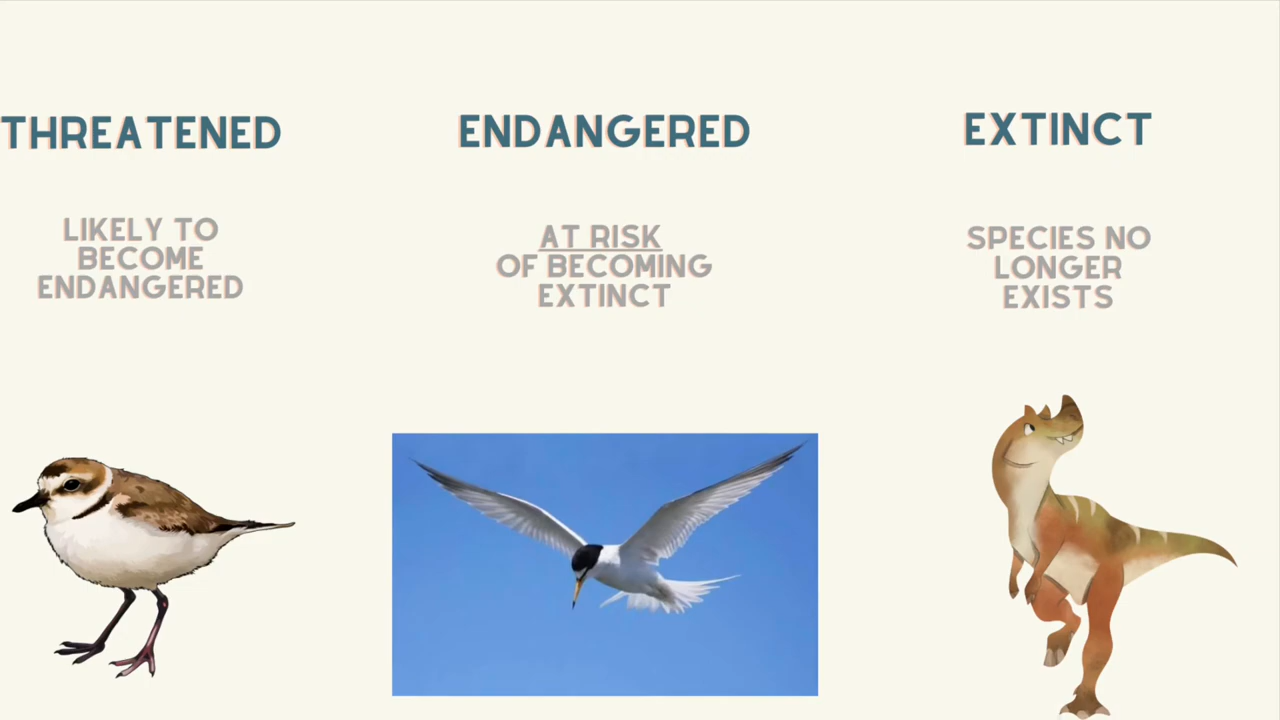 THREATENED
LIKELY TO
BECOME
ENDANGERED
ENDANGERED
AT RISK
OF BECOMING
EXTINCT
EXTINCT
SPECIES NO
LONGER
EXISTS